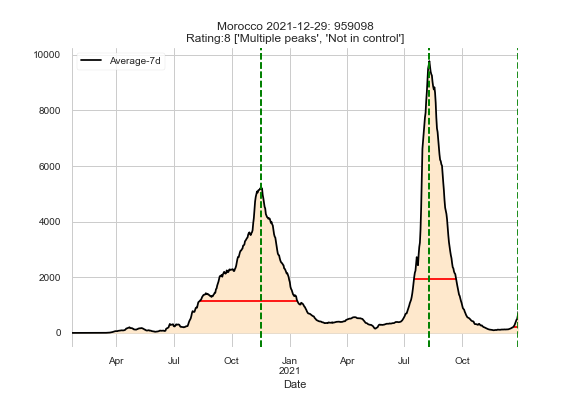 Morocco 2021-12-29: 959098
Rating:8 ['Multiple peaks', 'Not in control']
Average-7d
10000
8000
6000
4000
2000
0
Apr Jul Oct Jan Apr Jul Oct
2021
Date